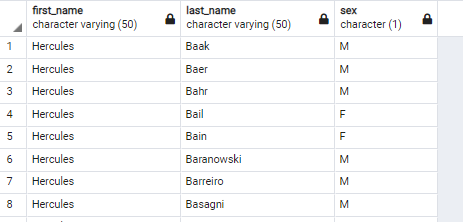 first_name last_name sex
character varying (50) character varying (50) character (1)
1 Hercules Baak M
2 Hercules Baer M
3 Hercules Bahr M
4 Hercules Bail F
5 Hercules Bain F
6 Hercules Baranowski M
7 Hercules Barreiro M
8 Hercules Basagni M